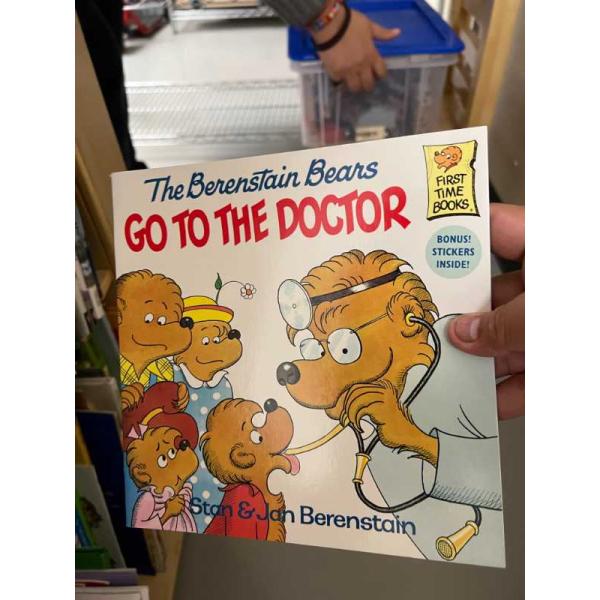 The Berenstain Bears
GO TO THE DOCTOR
FIRST
TIME
BOOKS
BONUS!
STICKERS
INSIDE!
Stan & Jan Berenstain